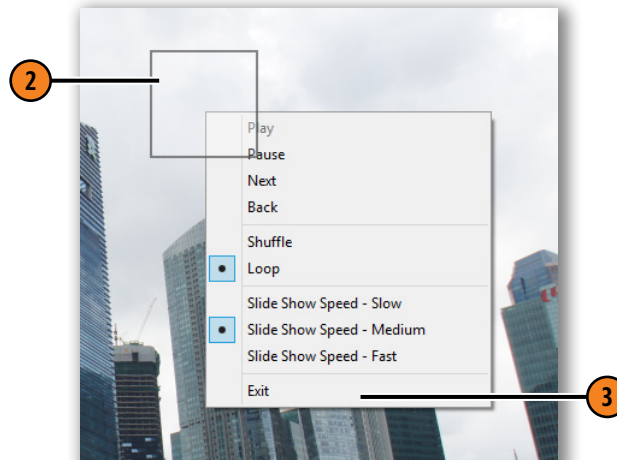 2
Play
Pause
Next
Back
Shuffle
Loop
Slide Show Speed - Slow
Slide Show Speed - Medium
Slide Show Speed - Fast
Exit
3